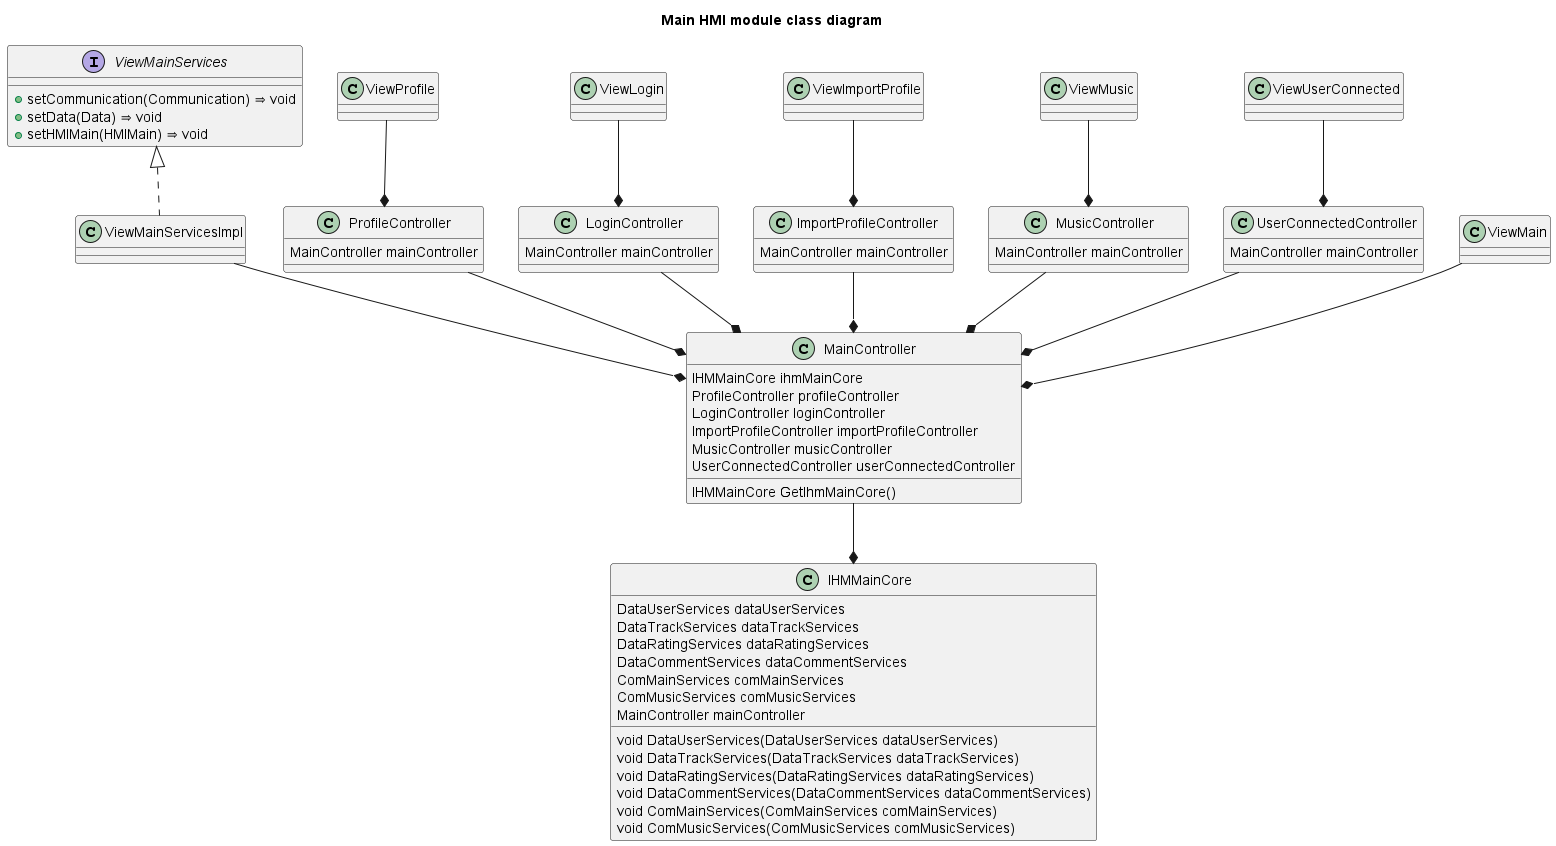 Main HMI module class diagram
I ViewMainServices
setCommunication(Communication) ⇒ void
setData(Data) ⇒ void
setHMIMain(HMIMain) ⇒ void
C ViewProfile
C ViewLogin
C ViewImportProfile
C ViewMusic
C ViewUserConnected
C ViewMainServicesImpl
C ProfileController
MainController mainController
C LoginController
MainController mainController
C ImportProfileController
MainController mainController
C MusicController
MainController mainController
C UserConnectedController
MainController mainController
C ViewMain
C MainController
IHMMainCore ihmMainCore
ProfileController profileController
LoginController loginController
ImportProfileController importProfileController
MusicController musicController
UserConnectedController userConnectedController
IHMMainCore GetIhmMainCore()
C IHMMainCore
DataUserServices dataUserServices
DataTrackServices dataTrackServices
DataRatingServices dataRatingServices
DataCommentServices dataCommentServices
ComMainServices comMainServices
ComMusicServices comMusicServices
MainController mainController
void DataUserServices(DataUserServices dataUserServices)
void DataTrackServices(DataTrackServices dataTrackServices)
void DataRatingServices(DataRatingServices dataRatingServices)
void DataCommentServices(DataCommentServices dataCommentServices)
void ComMainServices(ComMainServices comMainServices)
void ComMusicServices(ComMusicServices comMusicServices)